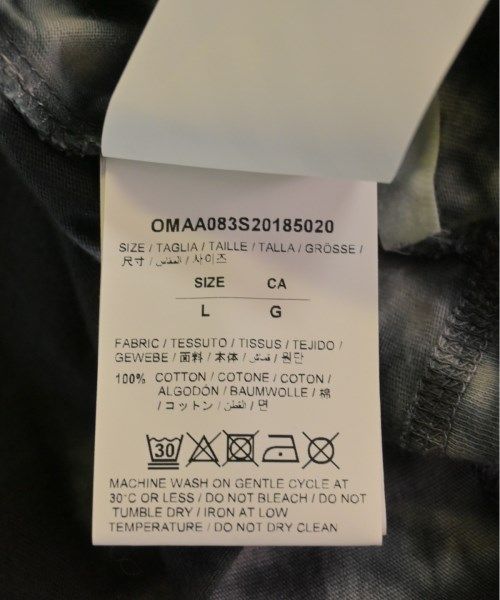 OMAA083S20185020
SIZE / TAGLIA / TAILLE / TALLA / GRÖSSE /
尺寸 / المقاس / 사이즈
SIZE CA
L G
FABRIC / TESSUTO / TISSUS / TEJIDO /
GEWEBE / 面料 / 本体 / قماش / 원단
100% COTTON / COTONE / COTON /
ALGODÓN / BAUMWOLLE / 棉
/ コットン / القطن / 면
30
MACHINE WASH ON GENTLE CYCLE AT
30°C OR LESS / DO NOT BLEACH / DO NOT
TUMBLE DRY / IRON AT LOW
TEMPERATURE / DO NOT DRY CLEAN